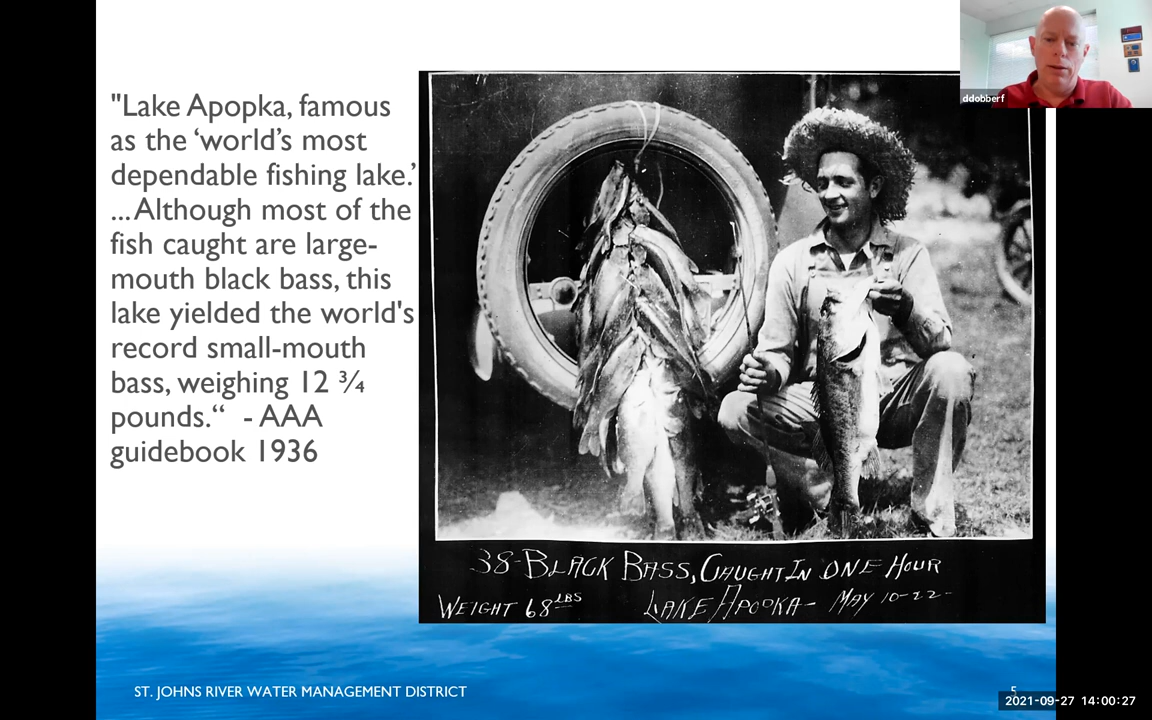 ddobberf
"Lake Apopka, famous
as the ‘world’s most
dependable fishing lake.’
...Although most of the
fish caught are large-
mouth black bass, this
lake yielded the world's
record small-mouth
bass, weighing 12 ¾
pounds.“ - AAA
guidebook 1936
38-BLACK BASS, CAUGHT IN ONE HOUR
WEIGHT 68 LBS LAKE APOPKA- MAY 10-22-
ST. JOHNS RIVER WATER MANAGEMENT DISTRICT
5
2021-09-27 14:00:27